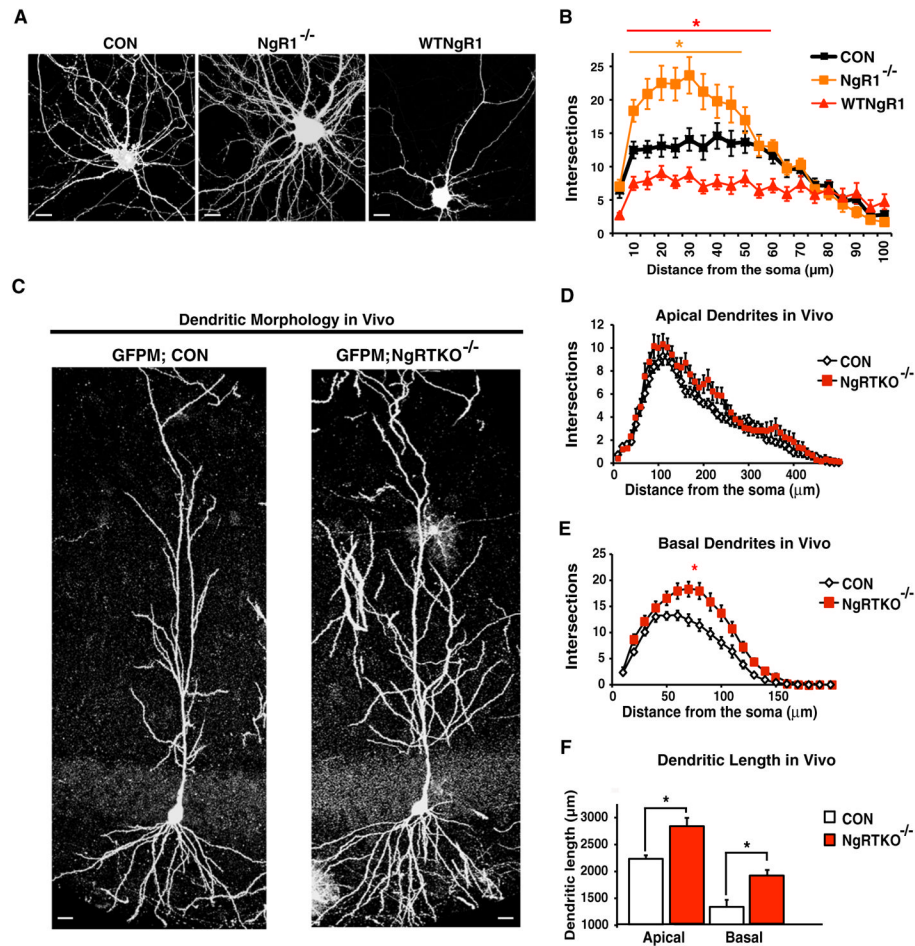 A
CON
NgR1-/-
WTNgR1
B
*
*
Intersections
25
20
15
10
5
0
10 20 30 40 50 60 70 80 90 100
Distance from the soma (µm)
CON
NgR1-/-
WTNgR1
C
Dendritic Morphology in Vivo
GFPM; CON
GFPM;NgRTKO-/-
D
Apical Dendrites in Vivo
Intersections
12
10
8
6
4
2
0
0 100 200 300 400
Distance from the soma (µm)
CON
NgRTKO-/-
E
Basal Dendrites in Vivo
*
Intersections
25
20
15
10
5
0
0 50 100 150
Distance from the soma (µm)
CON
NgRTKO-/-
F
Dendritic Length in Vivo
Dendritic length (µm)
3000
2500
2000
1500
1000
*
*
Apical Basal
CON
NgRTKO-/-